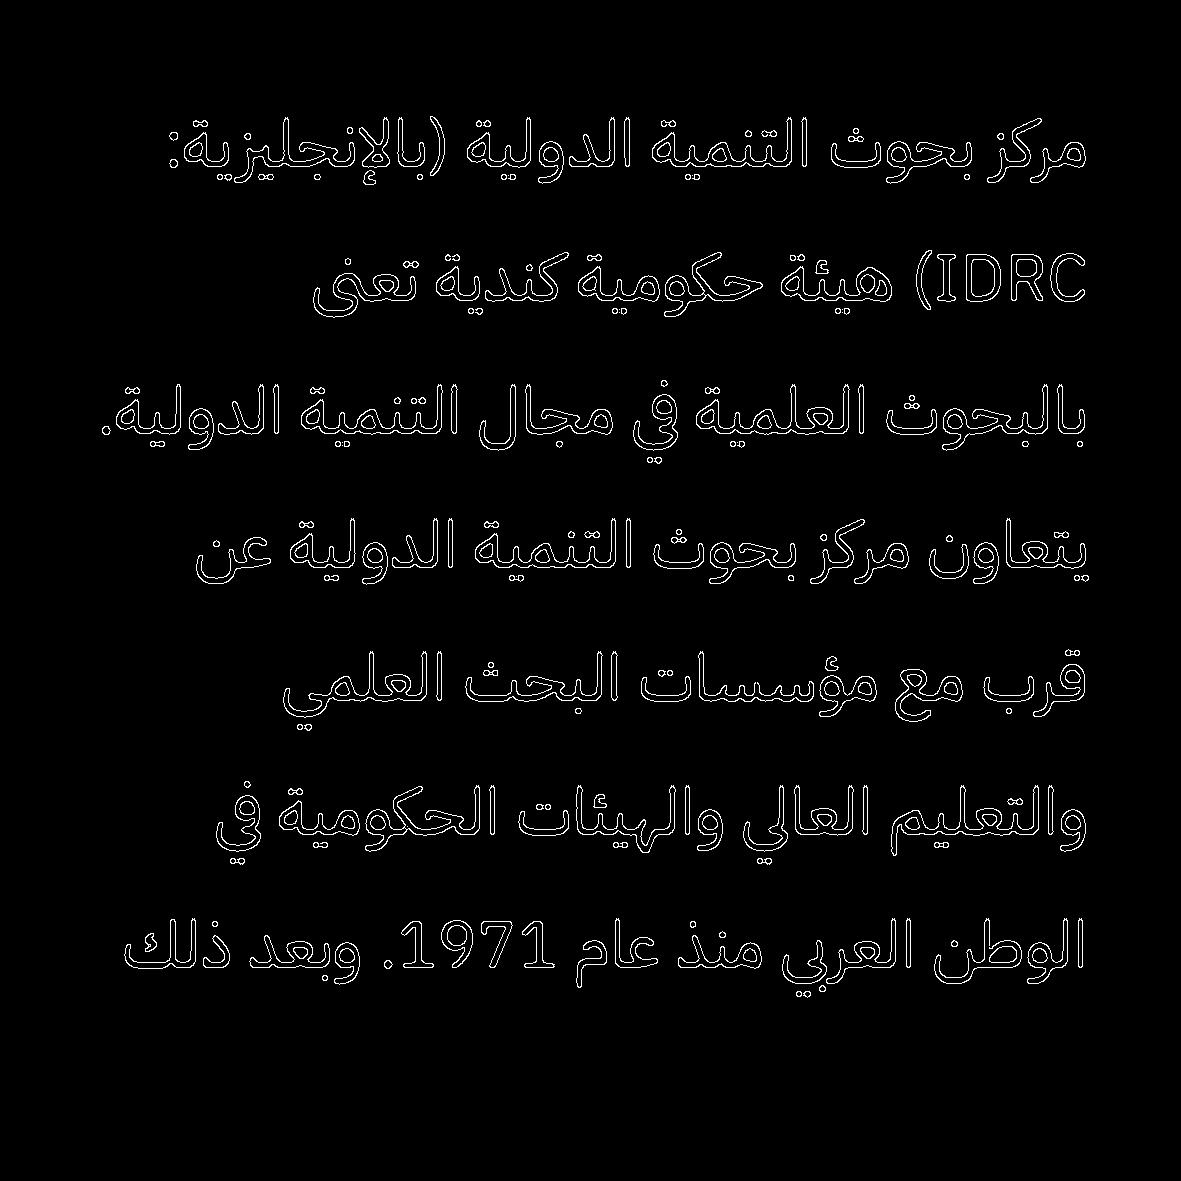 مركز بحوث التنمية الدولية (بالإنجليزية:
IDRC) هيئة حكومية كندية تعنى
بالبحوث العلمية في مجال التنمية الدولية.
يتعاون مركز بحوث التنمية الدولية عن
قرب مع مؤسسات البحث العلمي
والتعليم العالي والهيئات الحكومية في
الوطن العربي منذ عام 1971. وبعد ذلك